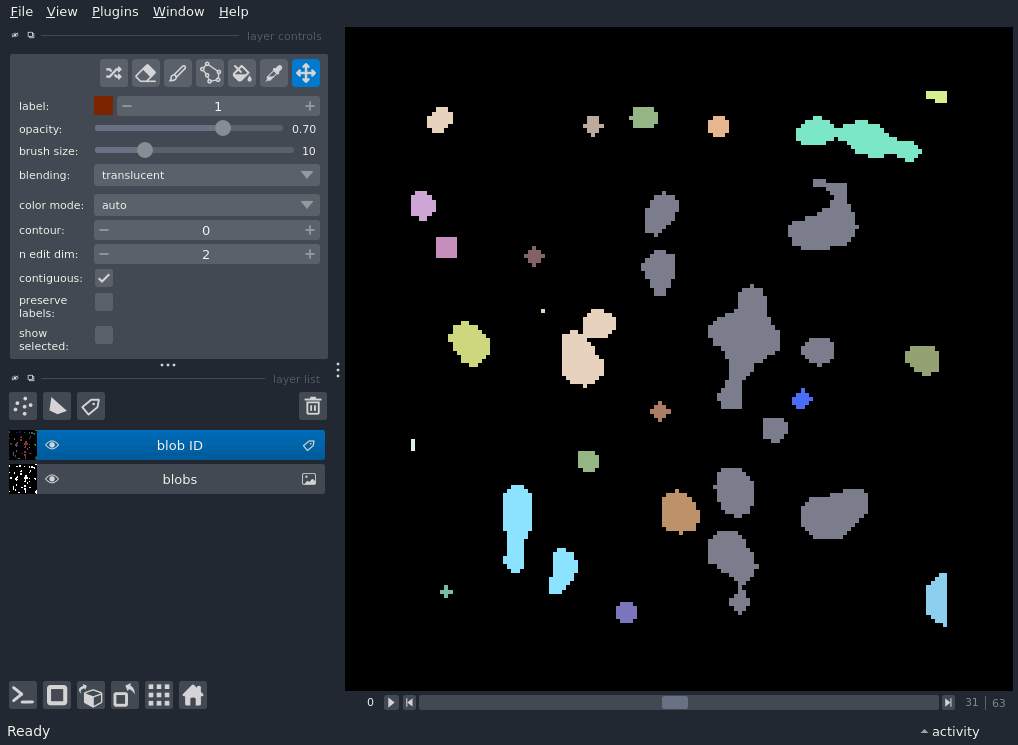 File View Plugins Window Help
layer controls
label: 1
opacity: 0.70
brush size: 10
blending: translucent
color mode: auto
contour: 0
n edit dim: 2
contiguous:
preserve
labels:
show
selected:
layer list
blob ID
blobs
0 31 | 63
Ready activity